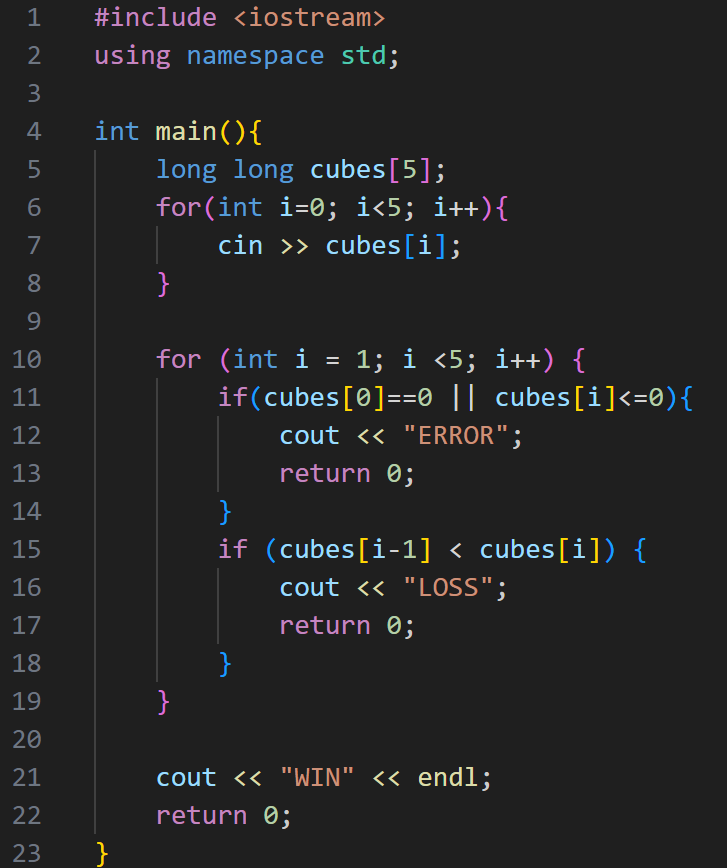 1 #include <iostream>
2 using namespace std;
3
4 int main(){
5     long long cubes[5];
6     for(int i=0; i<5; i++){
7         cin >> cubes[i];
8     }
9
10     for (int i = 1; i <5; i++) {
11         if(cubes[0]==0 || cubes[i]<=0){
12             cout << "ERROR";
13             return 0;
14         }
15         if (cubes[i-1] < cubes[i]) {
16             cout << "LOSS";
17             return 0;
18         }
19     }
20
21     cout << "WIN" << endl;
22     return 0;
23 }